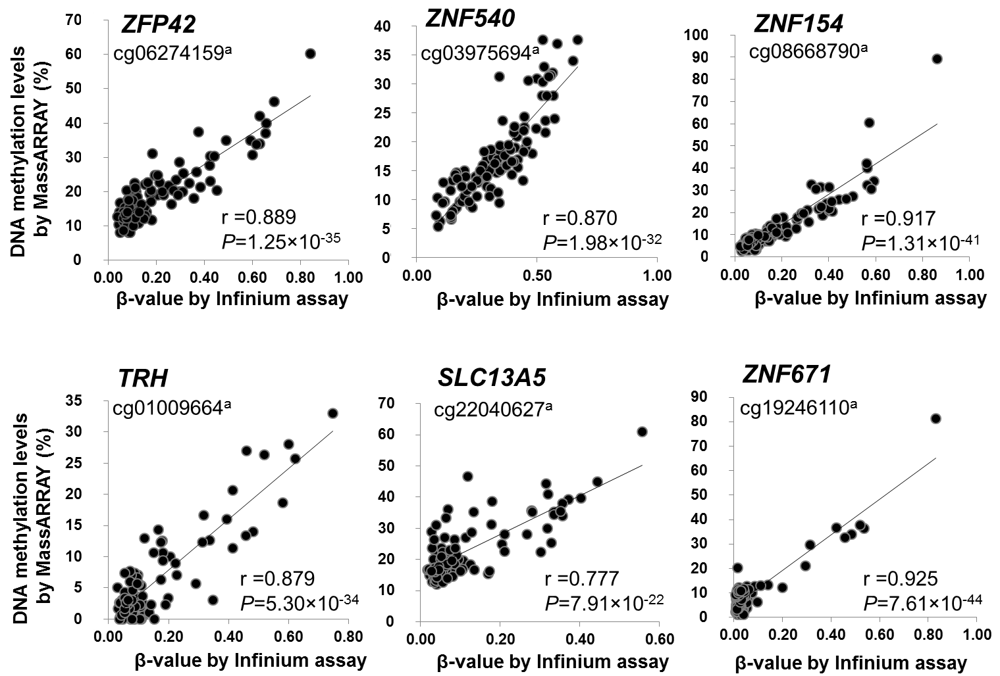 ZFP42
cg06274159ᵃ
DNA methylation levels
by MassARRAY (%)
70
60
50
40
30
20
10
0
r =0.889
P=1.25×10⁻³⁵
0.00 0.20 0.40 0.60 0.80 1.00
β-value by Infinium assay
ZNF540
cg03975694ᵃ
40
35
30
25
20
15
10
5
0
r =0.870
P=1.98×10⁻³²
0.00 0.50 1.00
β-value by Infinium assay
ZNF154
cg08668790ᵃ
100
90
80
70
60
50
40
30
20
10
0
r =0.917
P=1.31×10⁻⁴¹
0.00 0.20 0.40 0.60 0.80 1.00
β-value by Infinium assay
TRH
cg01009664ᵃ
DNA methylation levels
by MassARRAY (%)
35
30
25
20
15
10
5
0
r =0.879
P=5.30×10⁻³⁴
0.00 0.20 0.40 0.60 0.80
β-value by Infinium assay
SLC13A5
cg22040627ᵃ
70
60
50
40
30
20
10
0
r =0.777
P=7.91×10⁻²²
0.00 0.20 0.40 0.60
β-value by Infinium assay
ZNF671
cg19246110ᵃ
90
80
70
60
50
40
30
20
10
0
r =0.925
P=7.61×10⁻⁴⁴
0.00 0.20 0.40 0.60 0.80 1.00
β-value by Infinium assay